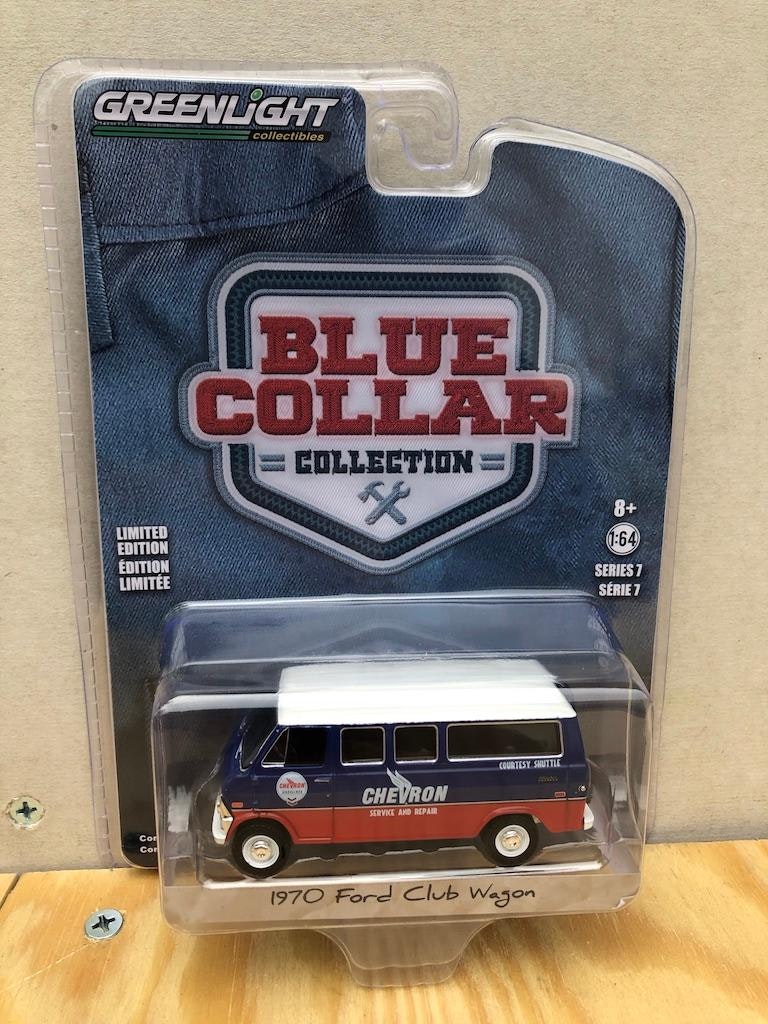 GREENLiGHT
collectibles
BLUE
COLLAR
COLLECTION
8+
1:64
LIMITED
EDITION
ÉDITION
LIMITÉE
SERIES 7
SÉRIE 7
COURTESY SHUTTLE
CHEVRON
CHEVRON
SERVICE AND REPAIR
1970 Ford Club Wagon